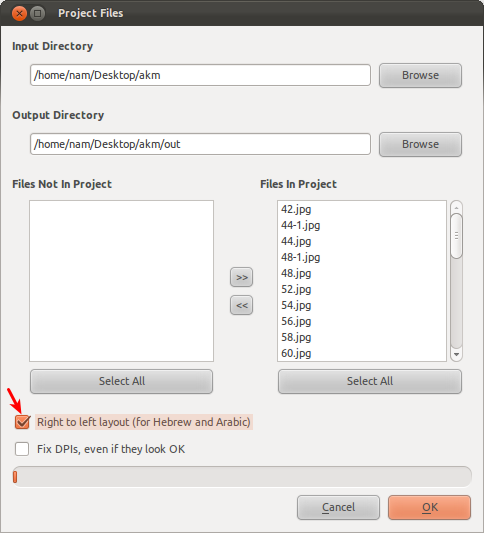 Project Files
Input Directory
/home/nam/Desktop/akm
Browse
Output Directory
/home/nam/Desktop/akm/out
Browse
Files Not In Project
Files In Project
42.jpg
44-1.jpg
44.jpg
48-1.jpg
48.jpg
52.jpg
54.jpg
56.jpg
58.jpg
60.jpg
>>
<<
Select All
Select All
Right to left layout (for Hebrew and Arabic)
Fix DPIs, even if they look OK
Cancel
OK